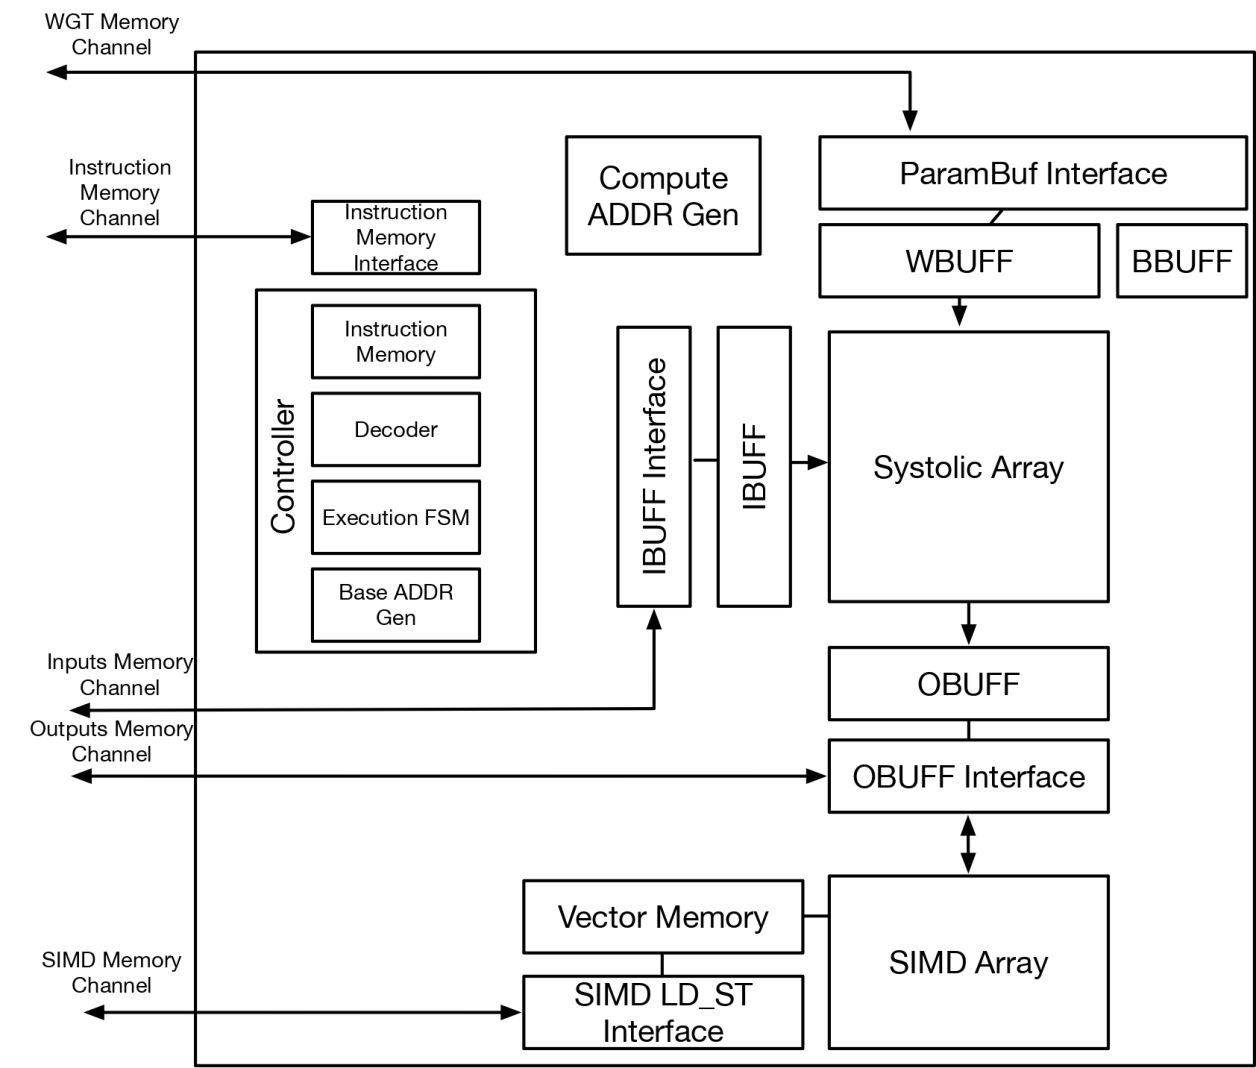 WGT Memory
Channel
Instruction
Memory
Channel
Instruction
Memory
Interface
Compute
ADDR Gen
ParamBuf Interface
WBUFF
BBUFF
Controller
Instruction
Memory
Decoder
Execution FSM
Base ADDR
Gen
IBUFF Interface
IBUFF
Systolic Array
Inputs Memory
Channel
Outputs Memory
Channel
OBUFF
OBUFF Interface
Vector Memory
SIMD Array
SIMD Memory
Channel
SIMD LD_ST
Interface